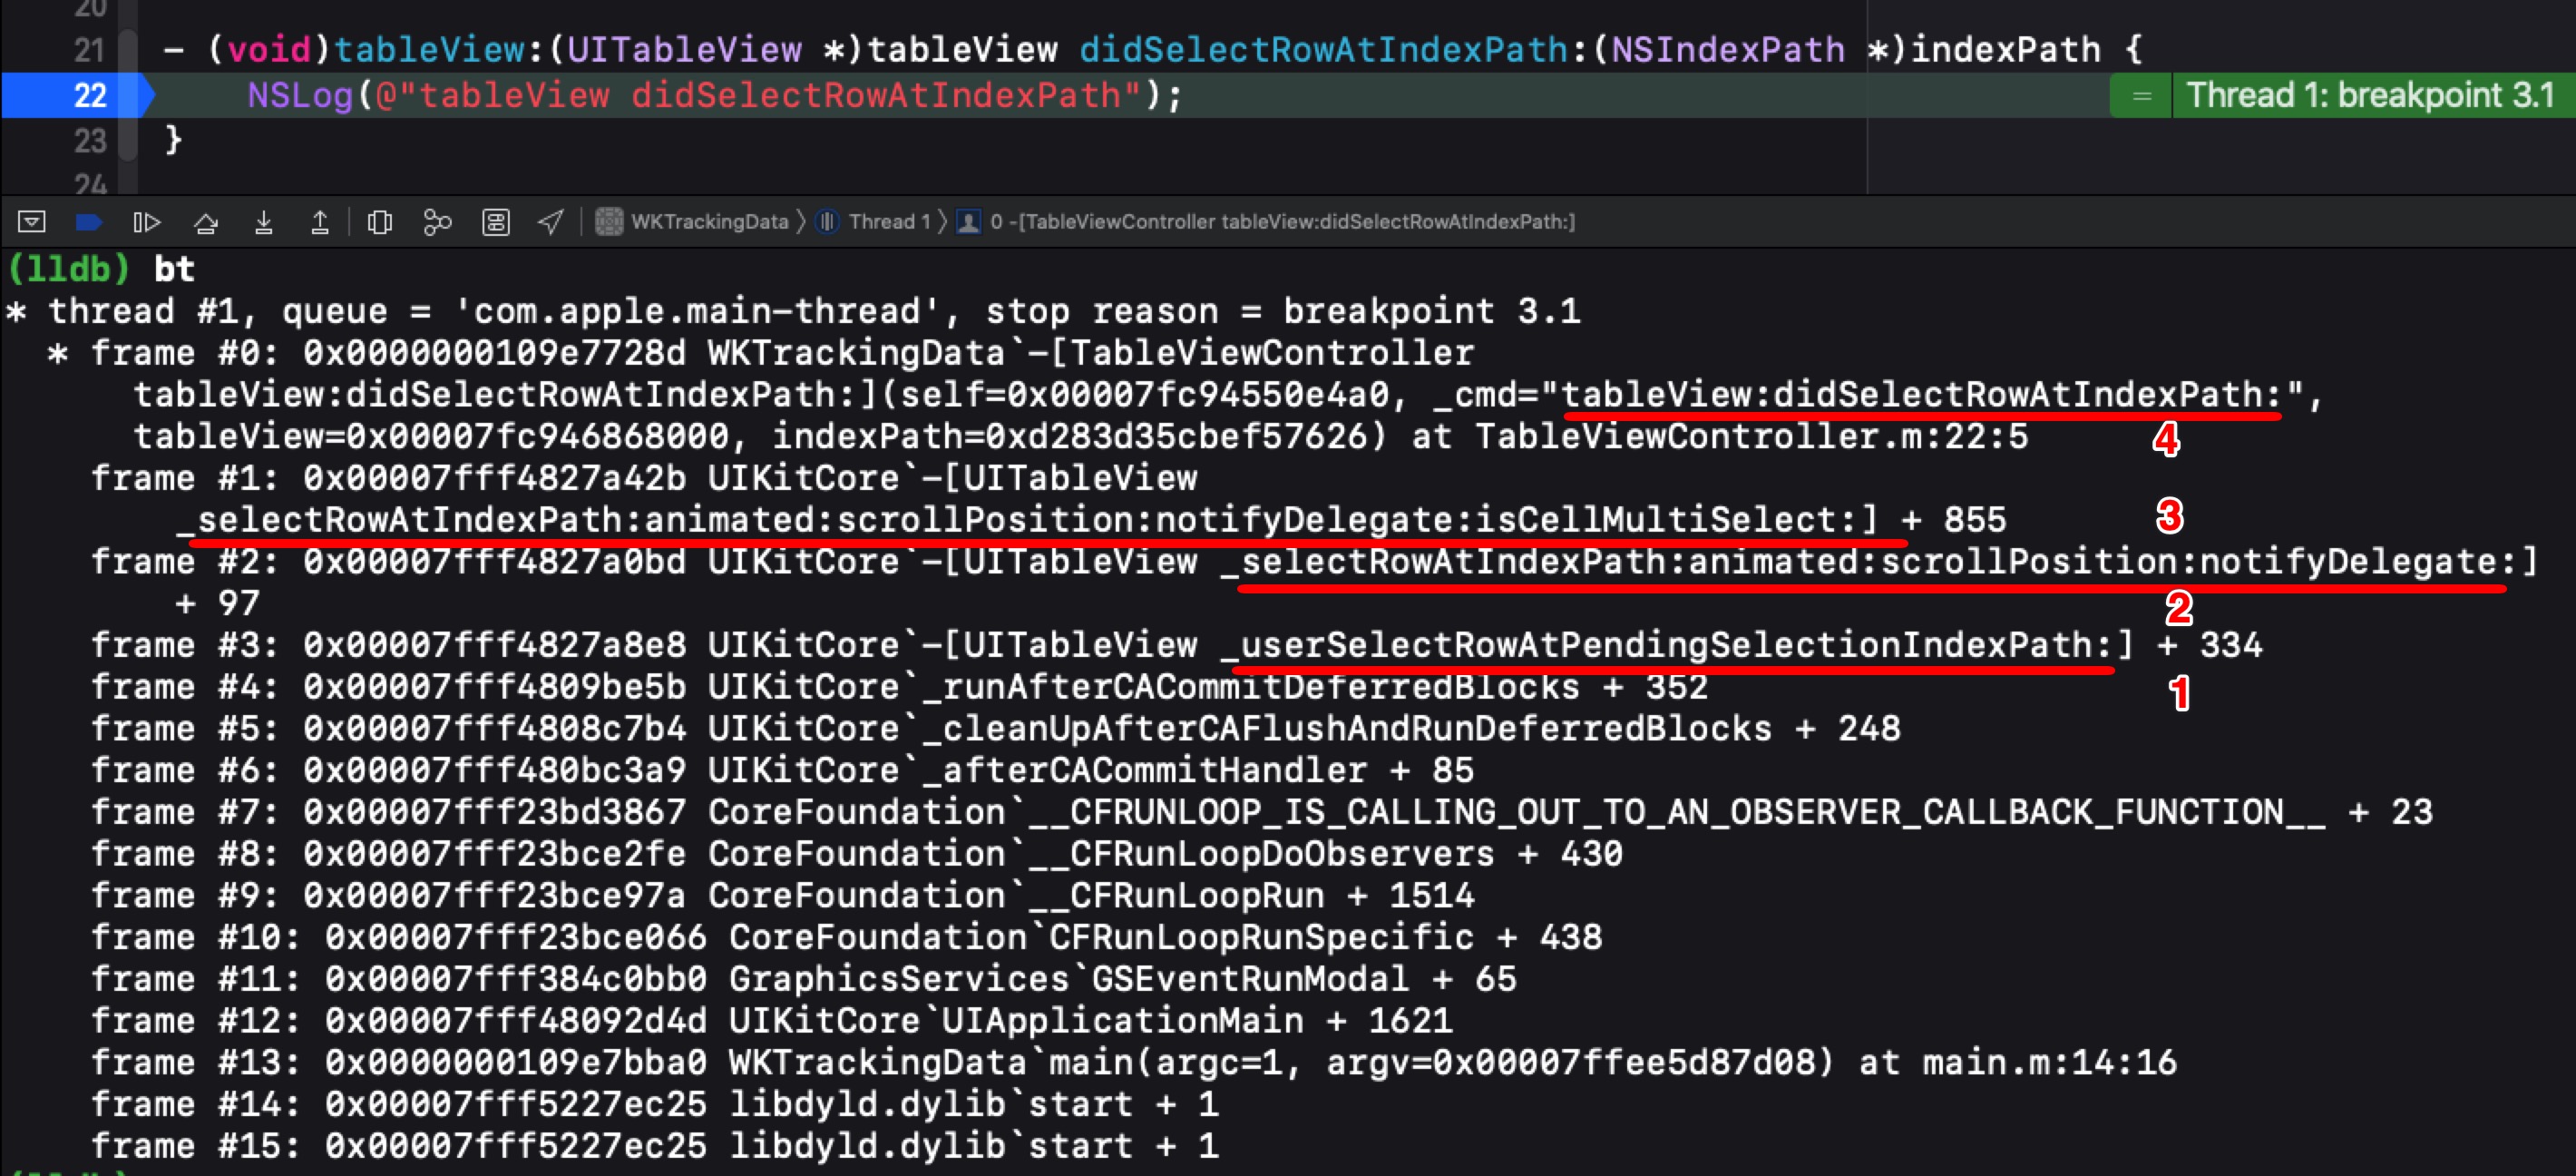 20
21 - (void)tableView:(UITableView *)tableView didSelectRowAtIndexPath:(NSIndexPath *)indexPath {
22 NSLog(@"tableView didSelectRowAtIndexPath"); = Thread 1: breakpoint 3.1
23 }
24
WKTrackingData 〉 Thread 1 〉 0 -[TableViewController tableView:didSelectRowAtIndexPath:]
(lldb) bt
* thread #1, queue = 'com.apple.main-thread', stop reason = breakpoint 3.1
* frame #0: 0x0000000109e7728d WKTrackingData`-[TableViewController
tableView:didSelectRowAtIndexPath:](self=0x00007fc94550e4a0, _cmd="tableView:didSelectRowAtIndexPath:",
tableView=0x00007fc946868000, indexPath=0xd283d35cbef57626) at TableViewController.m:22:5 4
frame #1: 0x00007fff4827a42b UIKitCore`-[UITableView
_selectRowAtIndexPath:animated:scrollPosition:notifyDelegate:isCellMultiSelect:] + 855 3
frame #2: 0x00007fff4827a0bd UIKitCore`-[UITableView _selectRowAtIndexPath:animated:scrollPosition:notifyDelegate:]
+ 97 2
frame #3: 0x00007fff4827a8e8 UIKitCore`-[UITableView _userSelectRowAtPendingSelectionIndexPath:] + 334
frame #4: 0x00007fff4809be5b UIKitCore`_runAfterCACommitDeferredBlocks + 352 1
frame #5: 0x00007fff4808c7b4 UIKitCore`_cleanUpAfterCAFlushAndRunDeferredBlocks + 248
frame #6: 0x00007fff480bc3a9 UIKitCore`_afterCACommitHandler + 85
frame #7: 0x00007fff23bd3867 CoreFoundation`__CFRUNLOOP_IS_CALLING_OUT_TO_AN_OBSERVER_CALLBACK_FUNCTION__ + 23
frame #8: 0x00007fff23bce2fe CoreFoundation`__CFRunLoopDoObservers + 430
frame #9: 0x00007fff23bce97a CoreFoundation`__CFRunLoopRun + 1514
frame #10: 0x00007fff23bce066 CoreFoundation`CFRunLoopRunSpecific + 438
frame #11: 0x00007fff384c0bb0 GraphicsServices`GSEventRunModal + 65
frame #12: 0x00007fff48092d4d UIKitCore`UIApplicationMain + 1621
frame #13: 0x0000000109e7bba0 WKTrackingData`main(argc=1, argv=0x00007ffee5d87d08) at main.m:14:16
frame #14: 0x00007fff5227ec25 libdyld.dylib`start + 1
frame #15: 0x00007fff5227ec25 libdyld.dylib`start + 1